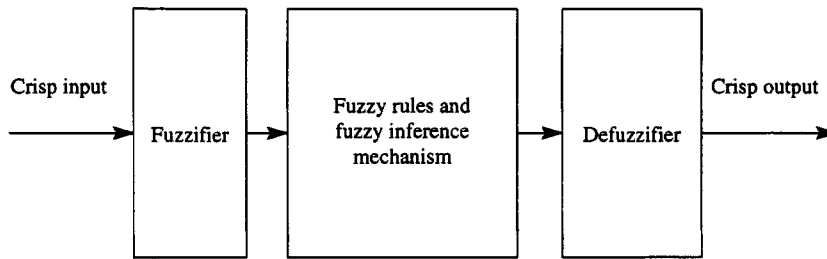 Crisp input
Fuzzifier
Fuzzy rules and
fuzzy inference
mechanism
Defuzzifier
Crisp output